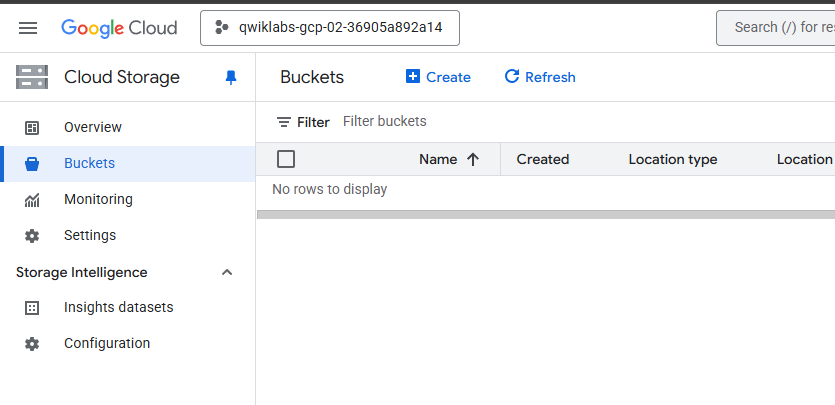 Google Cloud
qwiklabs-gcp-02-36905a892a14
Search (/) for res
Cloud Storage
Buckets
Create
Refresh
Overview
Buckets
Monitoring
Settings
Storage Intelligence
Insights datasets
Configuration
Filter
Filter buckets
Name
Created
Location type
Location
No rows to display